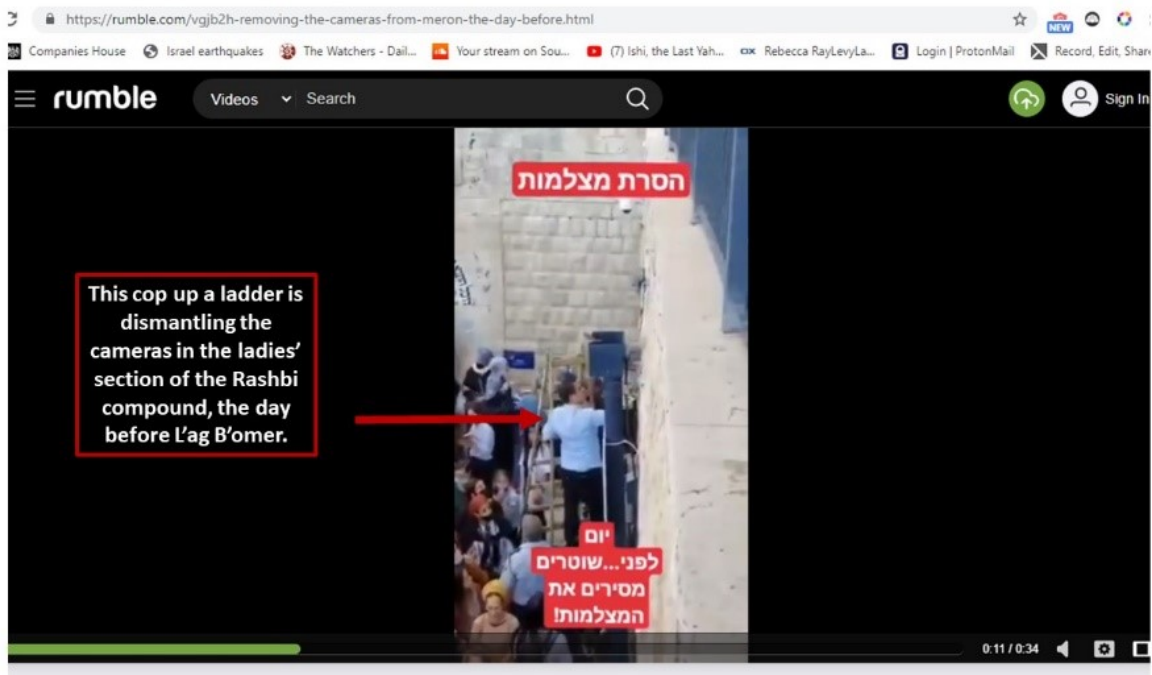 https://rumble.com/vgjb2h-removing-the-cameras-from-meron-the-day-before.html
NEW
Companies House Israel earthquakes The Watchers - Dail... Your stream on Sou... (7) Ishi, the Last Yah... Rebecca RayLevyLa... Login | ProtonMail Record, Edit, Share
rumble Videos Search Sign In
הסרת מצלמות
This cop up a ladder is
dismantling the
cameras in the ladies’
section of the Rashbi
compound, the day
before L’ag B’omer.
יום
לפני...שוטרים
מסירים את
המצלמות!
0:11 / 0:34